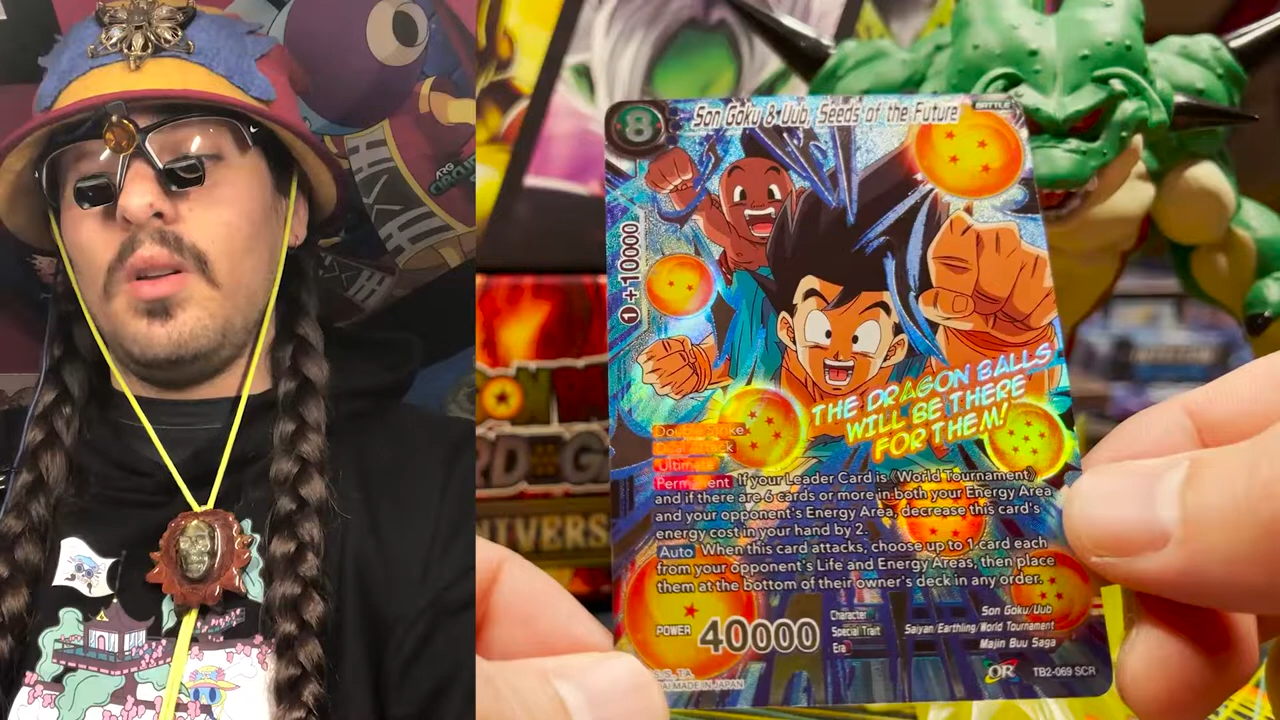 Son Goku & Uub, Seeds of the Future
BATTLE
8
1 +10000
THE DRAGON BALLS
WILL BE THERE
FOR THEM!
Ultimate
Permanent If your Leader Card is 《World Tournament》
and if there are 6 cards or more in both your Energy Area
and your opponent's Energy Area, decrease this card's
energy cost in your hand by 2.
Auto When this card attacks, choose up to 1 card each
from your opponent's Life and Energy Areas, then place
them at the bottom of their owner's deck in any order.
POWER 40000
Character Son Goku/Uub
Special Trait Saiyan/Earthling/World Tournament
Era Majin Buu Saga
MADE IN JAPAN
TB2-069 SCR